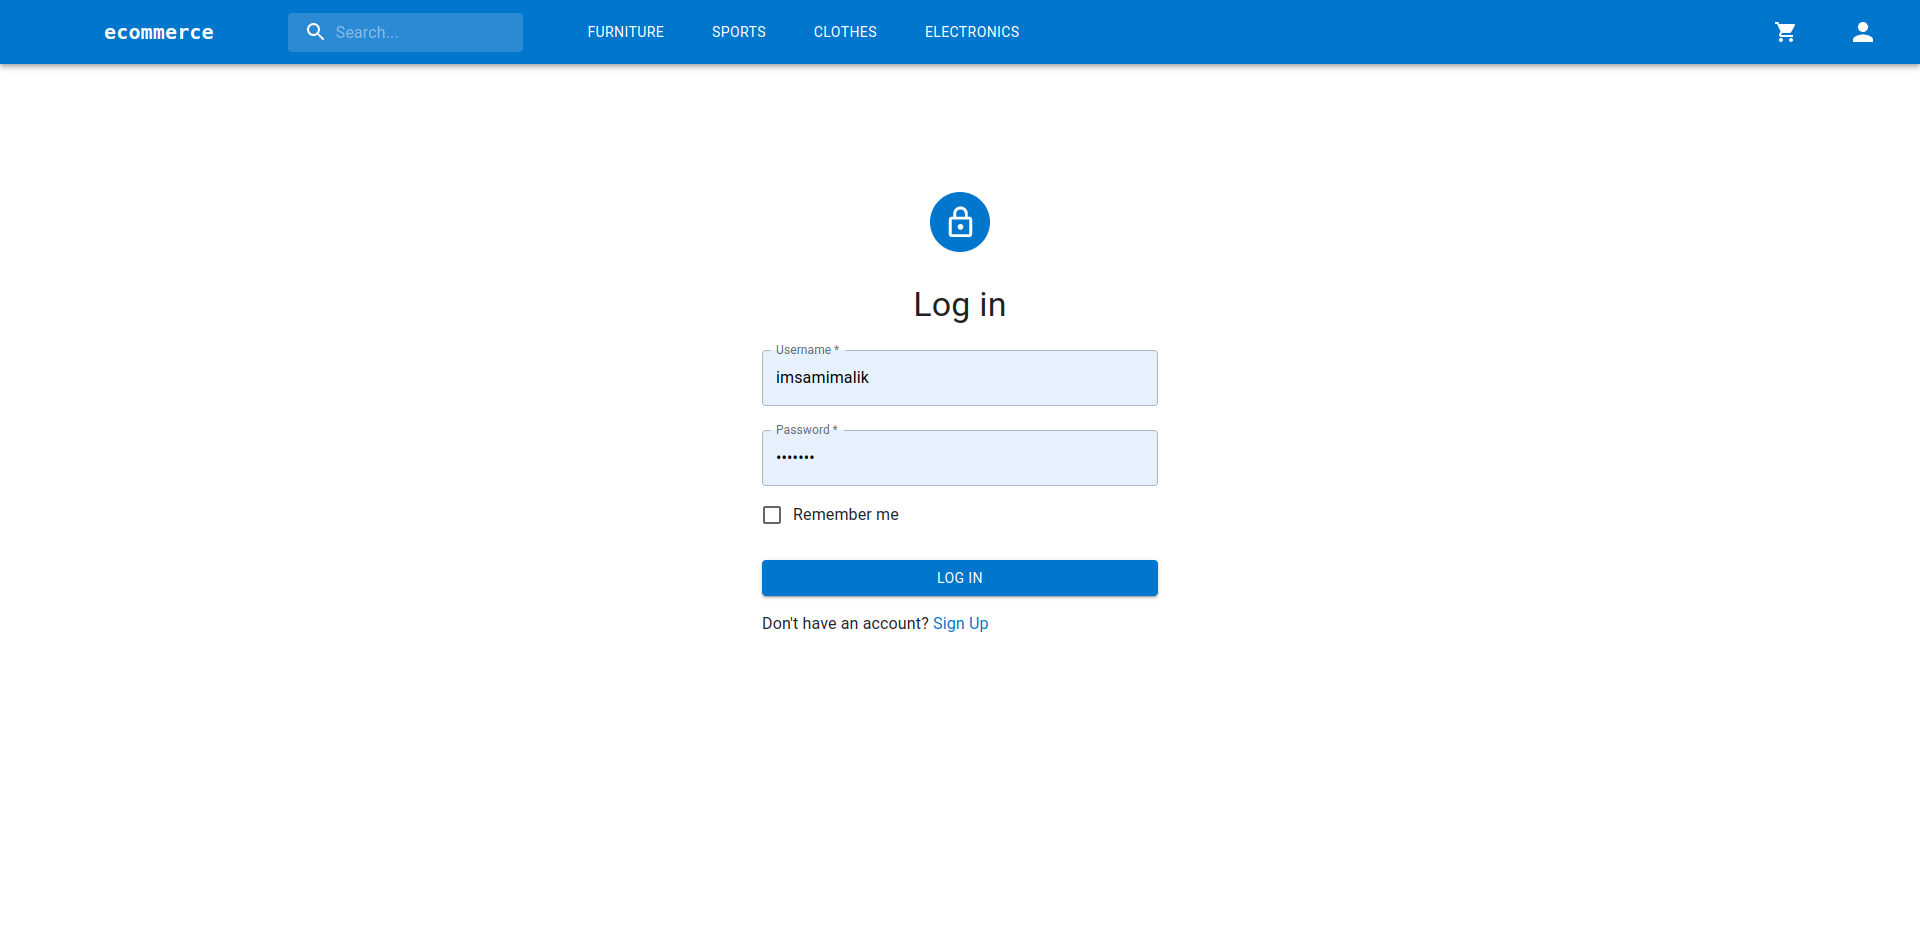 ecommerce
Search...
FURNITURE
SPORTS
CLOTHES
ELECTRONICS
Log in
Username *
imsamimalik
Password *
•••••••
Remember me
LOG IN
Don't have an account? Sign Up